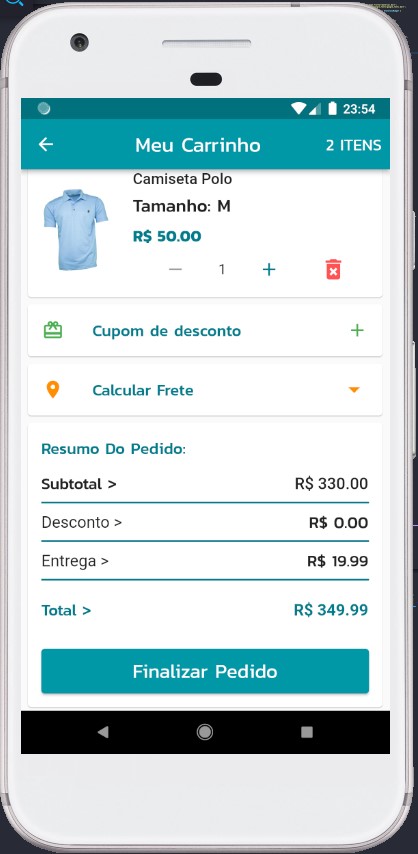 23:54
Meu Carrinho
2 ITENS
Camiseta Polo
Tamanho: M
R$ 50.00
1
Cupom de desconto
Calcular Frete
Resumo Do Pedido:
Subtotal > R$ 330.00
Desconto > R$ 0.00
Entrega > R$ 19.99
Total > R$ 349.99
Finalizar Pedido